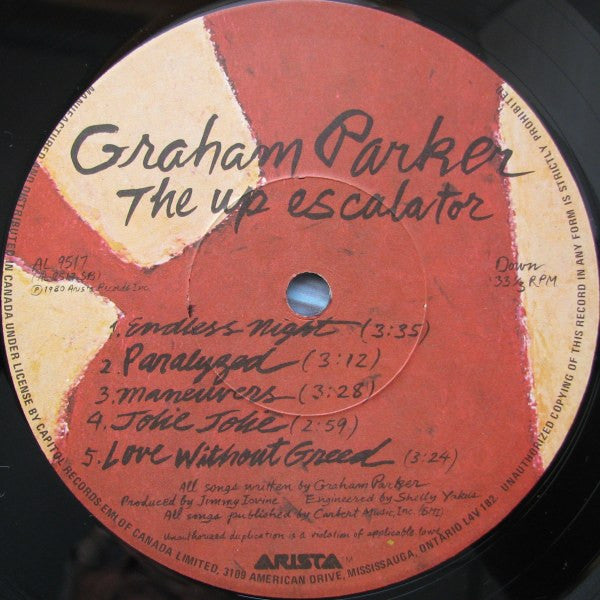 Graham Parker
The up escalator
AL 9517
Ⓟ1980 Arista Records Inc.
Down
33⅓ RPM
1. Endless Night (3:35)
2. Paralyzed (3:12)
3. Maneuvers (3:28)
4. Jolie Jolie (2:59)
5. Love Without Greed (3:24)
All songs written by Graham Parker
Produced by Jimmy Iovine Engineered by Shelly Yakus
All songs published by Carbert Music, Inc. (BMI)
Unauthorized duplication is a violation of applicable laws
ARISTA™
MANUFACTURED AND DISTRIBUTED IN CANADA UNDER LICENSE BY CAPITOL RECORDS EMI OF CANADA LIMITED, 3109 AMERICAN DRIVE, MISSISSAUGA, ONTARIO L4V 1B2. UNAUTHORIZED COPYING OF THIS RECORD IN ANY FORM IS STRICTLY PROHIBITED